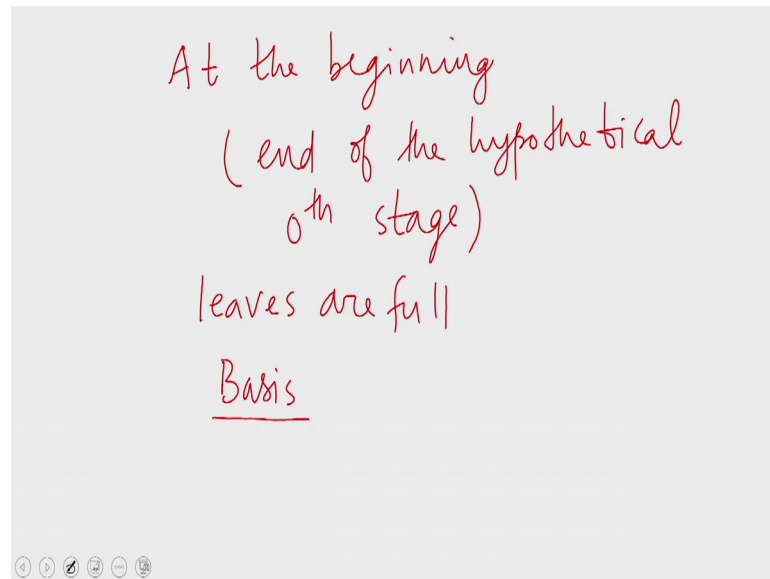 At the beginning
(end of the hypothetical
0th stage)
leaves are full
Basis